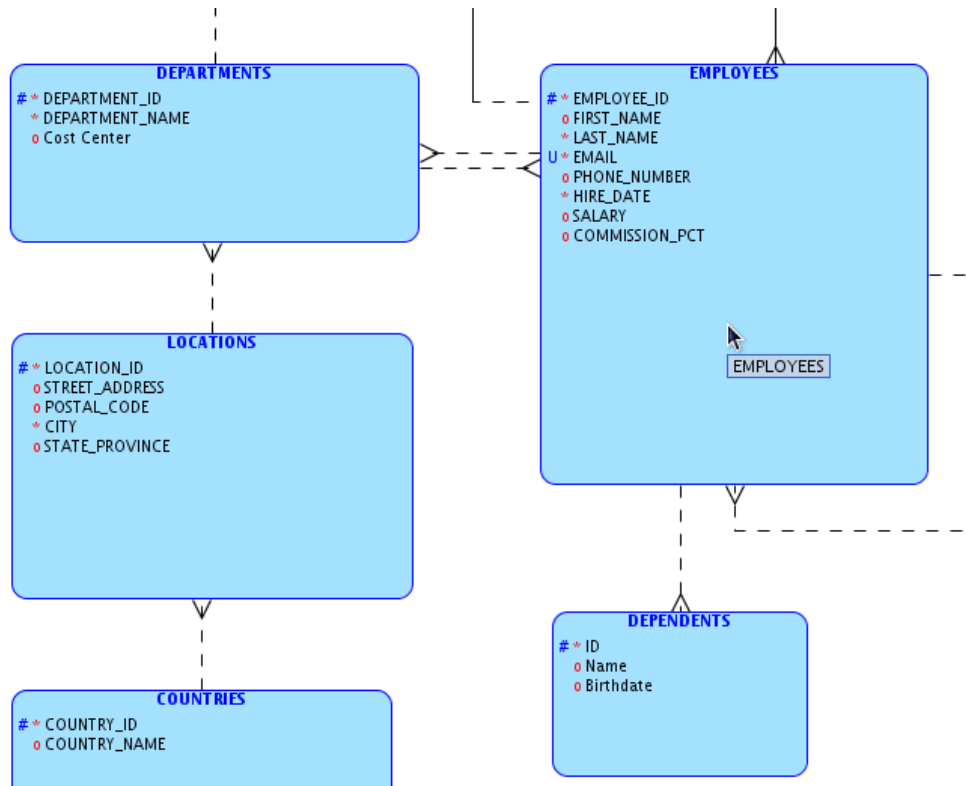 DEPARTMENTS
# * DEPARTMENT_ID
* DEPARTMENT_NAME
o Cost Center
EMPLOYEES
# * EMPLOYEE_ID
o FIRST_NAME
* LAST_NAME
U * EMAIL
o PHONE_NUMBER
* HIRE_DATE
o SALARY
o COMMISSION_PCT
EMPLOYEES
LOCATIONS
# * LOCATION_ID
o STREET_ADDRESS
o POSTAL_CODE
* CITY
o STATE_PROVINCE
DEPENDENTS
# * ID
o Name
o Birthdate
COUNTRIES
# * COUNTRY_ID
o COUNTRY_NAME